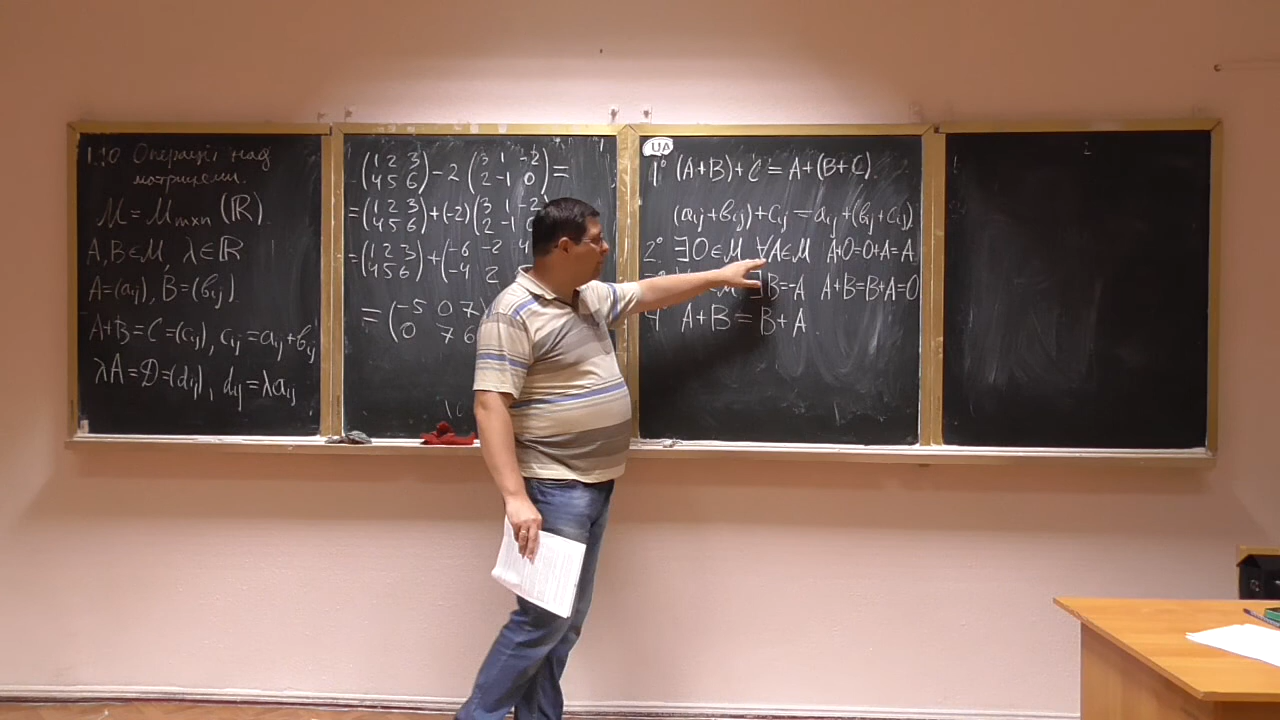 1.10 Операції над
матрицями.
M = M_{m×n} (ℝ).
A, B ∈ M, λ ∈ ℝ
A = (a_{ij}), B = (b_{ij}).
A + B = C = (c_{ij}), c_{ij} = a_{ij} + b_{ij}
λA = D = (d_{ij}), d_{ij} = λa_{ij}
(1 2 3
4 5 6) - 2 (3 1 -2
2 -1 0) =
= (1 2 3
4 5 6) + (-2) (3 1 -2
2 -1 0
= (1 2 3
4 5 6) + (-6 -2 4
-4 2
= (-5 0 7
0 7 6
UA
1° (A+B)+C = A+(B+C).
(a_{ij}+b_{ij})+c_{ij} = a_{ij}+(b_{ij}+c_{ij})
2° ∃O∈M ∀A∈M A+O=O+A=A.
∈M ∃B=-A A+B=B+A=O
4° A+B = B+A